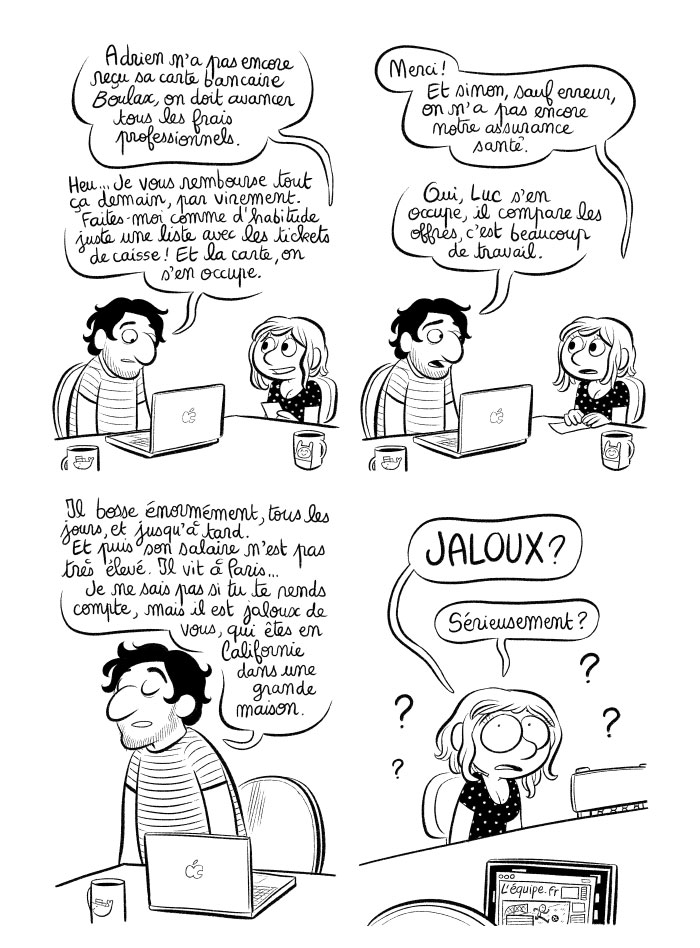 Adrien n'a pas encore
reçu sa carte bancaire
Boulax, on doit avancer
tous les frais
professionnels.
Heu... Je vous rembourse tout
ça demain, par virement.
Faites-moi comme d'habitude
juste une liste avec les tickets
de caisse ! Et la carte, on
s'en occupe.
Merci !
Et simon, sauf erreur,
on n'a pas encore
notre assurance
santé.
Oui, Luc s'en
occupe, il compare les
offres, c'est beaucoup
de travail.
Il bosse énormément, tous les
jours, et jusqu'à tard.
Et puis son salaire n'est pas
très élevé. Il vit à Paris...
Je ne sais pas si tu te rends
compte, mais il est jaloux de
vous, qui êtes en
Californie
dans une
grande
maison.
JALOUX ?
Sérieusement ?
?
?
?
?
L'équipe.fr